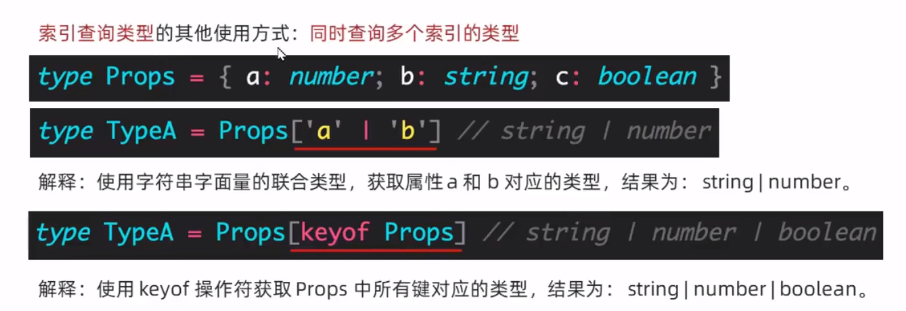 索引查询类型的其他使用方式：同时查询多个索引的类型
type Props = { a: number; b: string; c: boolean }
type TypeA = Props['a' | 'b'] // string | number
解释：使用字符串字面量的联合类型，获取属性 a 和 b 对应的类型，结果为： string | number。
type TypeA = Props[keyof Props] // string | number | boolean
解释：使用 keyof 操作符获取 Props 中所有键对应的类型，结果为： string | number | boolean。